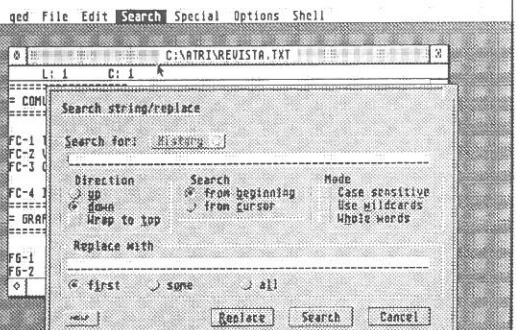 qed File Edit Search Special Options Shell
C:\ATRI\REVISTA.TXT
L: 1 C: 1
= COMU
Search string/replace
Search for: History
FC-1
FC-2
FC-3
Direction Search Mode
up from beginning Case sensitive
FC-4
down from cursor Use wildcards
Wrap to top Whole words
= GRAF
Replace with
FG-1
FG-2
first some all
HELP Replace Search Cancel